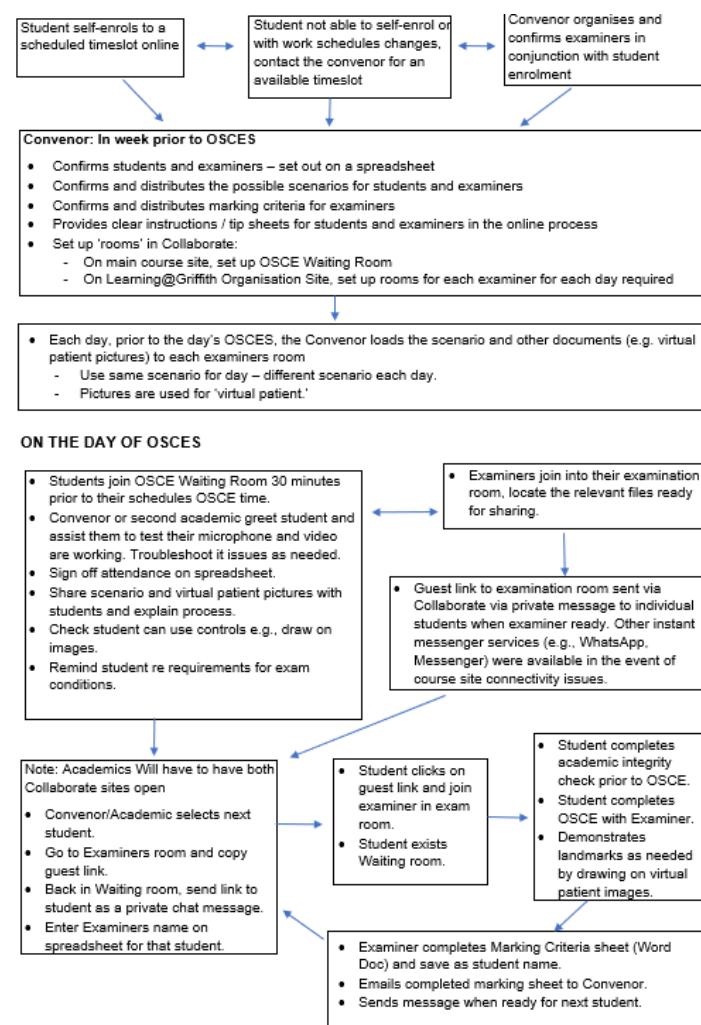 Student self-enrols to a
scheduled timeslot online
Student not able to self-enrol or
with work schedules changes,
contact the convenor for an
available timeslot
Convenor organises and
confirms examiners in
conjunction with student
enrolment
Convenor: In week prior to OSCES
• Confirms students and examiners – set out on a spreadsheet
• Confirms and distributes the possible scenarios for students and examiners
• Confirms and distributes marking criteria for examiners
• Provides clear instructions / tip sheets for students and examiners in the online process
• Set up 'rooms' in Collaborate:
- On main course site, set up OSCE Waiting Room
- On Learning@Griffith Organisation Site, set up rooms for each examiner for each day required
• Each day, prior to the day's OSCES, the Convenor loads the scenario and other documents (e.g. virtual
patient pictures) to each examiners room
- Use same scenario for day – different scenario each day.
- Pictures are used for 'virtual patient.'
ON THE DAY OF OSCES
• Students join OSCE Waiting Room 30 minutes
prior to their schedules OSCE time.
• Convenor or second academic greet student and
assist them to test their microphone and video
are working. Troubleshoot it issues as needed.
• Sign off attendance on spreadsheet.
• Share scenario and virtual patient pictures with
students and explain process.
• Check student can use controls e.g., draw on
images.
• Remind student re requirements for exam
conditions.
• Examiners join into their examination
room, locate the relevant files ready
for sharing.
• Guest link to examination room sent via
Collaborate via private message to individual
students when examiner ready. Other instant
messenger services (e.g., WhatsApp,
Messenger) were available in the event of
course site connectivity issues.
Note: Academics Will have to have both
Collaborate sites open
• Convenor/Academic selects next
student.
• Go to Examiners room and copy
guest link.
• Back in Waiting room, send link to
student as a private chat message.
• Enter Examiners name on
spreadsheet for that student.
• Student clicks on
guest link and join
examiner in exam
room.
• Student exists
Waiting room.
• Student completes
academic integrity
check prior to OSCE.
• Student completes
OSCE with Examiner.
• Demonstrates
landmarks as needed
by drawing on virtual
patient images.
• Examiner completes Marking Criteria sheet (Word
Doc) and save as student name.
• Emails completed marking sheet to Convenor.
• Sends message when ready for next student.